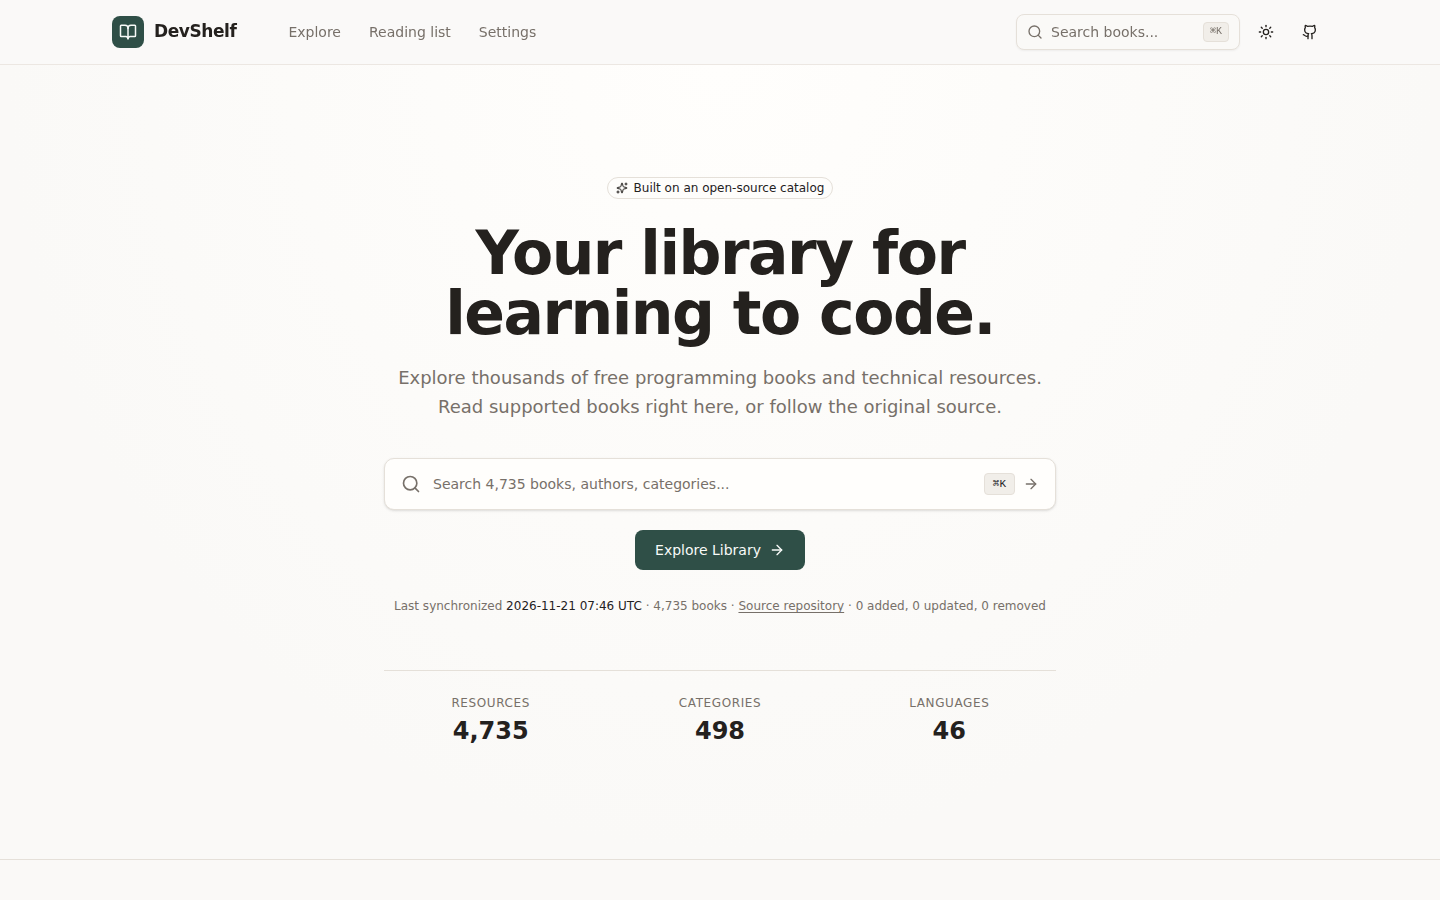 DevShelf
Explore
Reading list
Settings
Search books...
⌘K
Built on an open-source catalog
Your library for
learning to code.
Explore thousands of free programming books and technical resources.
Read supported books right here, or follow the original source.
Search 4,735 books, authors, categories...
⌘K
Explore Library
Last synchronized 2026-11-21 07:46 UTC · 4,735 books · Source repository · 0 added, 0 updated, 0 removed
RESOURCES
4,735
CATEGORIES
498
LANGUAGES
46